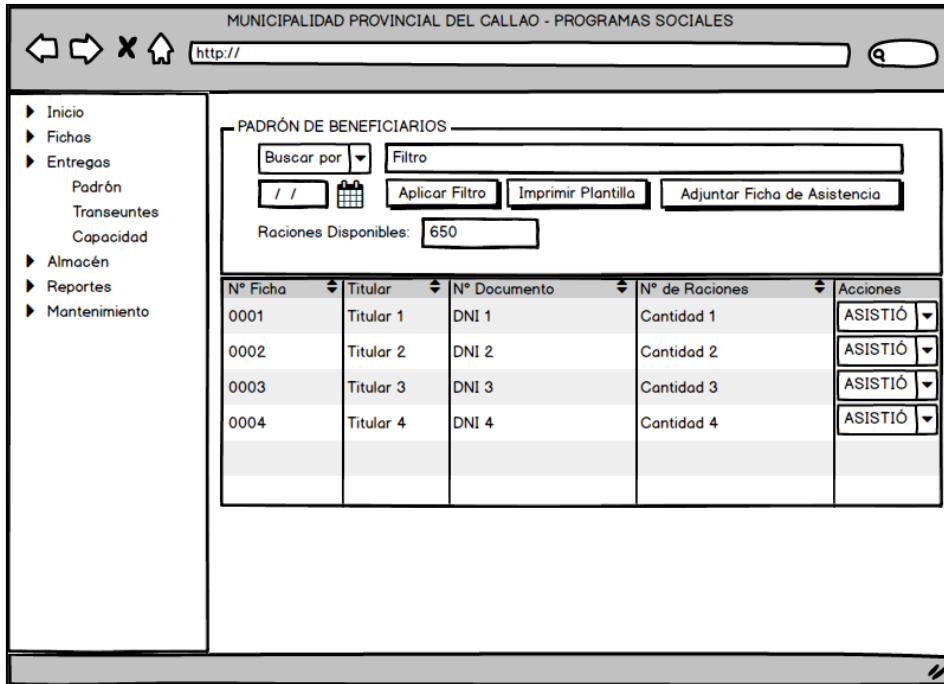 MUNICIPALIDAD PROVINCIAL DEL CALLAO - PROGRAMAS SOCIALES
http://
Inicio
Fichas
Entregas
Padrón
Transeuntes
Capacidad
Almacén
Reportes
Mantenimiento
PADRÓN DE BENEFICIARIOS
Buscar por Filtro
/ / Aplicar Filtro Imprimir Plantilla Adjuntar Ficha de Asistencia
Raciones Disponibles: 650
N° Ficha Titular N° Documento N° de Raciones Acciones
0001 Titular 1 DNI 1 Cantidad 1 ASISTIÓ
0002 Titular 2 DNI 2 Cantidad 2 ASISTIÓ
0003 Titular 3 DNI 3 Cantidad 3 ASISTIÓ
0004 Titular 4 DNI 4 Cantidad 4 ASISTIÓ